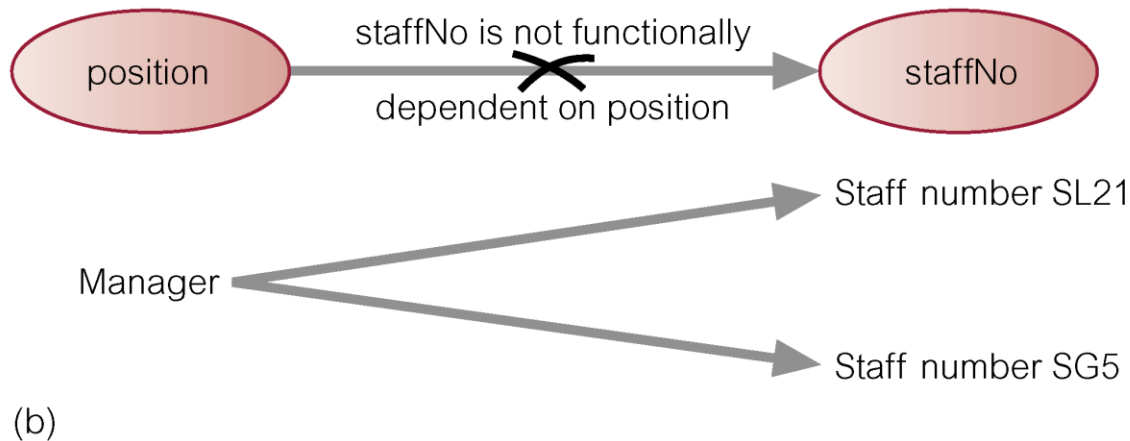 staffNo is not functionally
position
staffNo
dependent on position
Staff number SL21
Manager
Staff number SG5
(b)